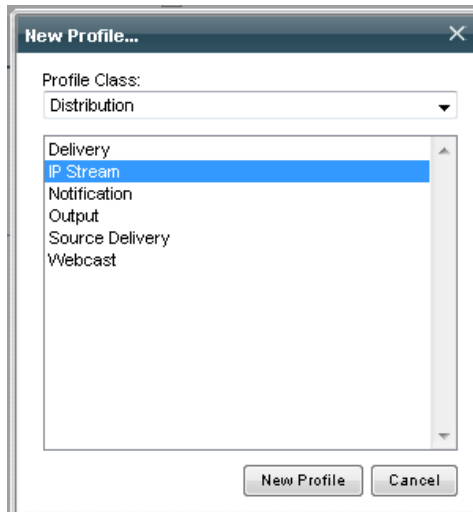 New Profile...
Profile Class:
Distribution
Delivery
IP Stream
Notification
Output
Source Delivery
Webcast
New Profile Cancel